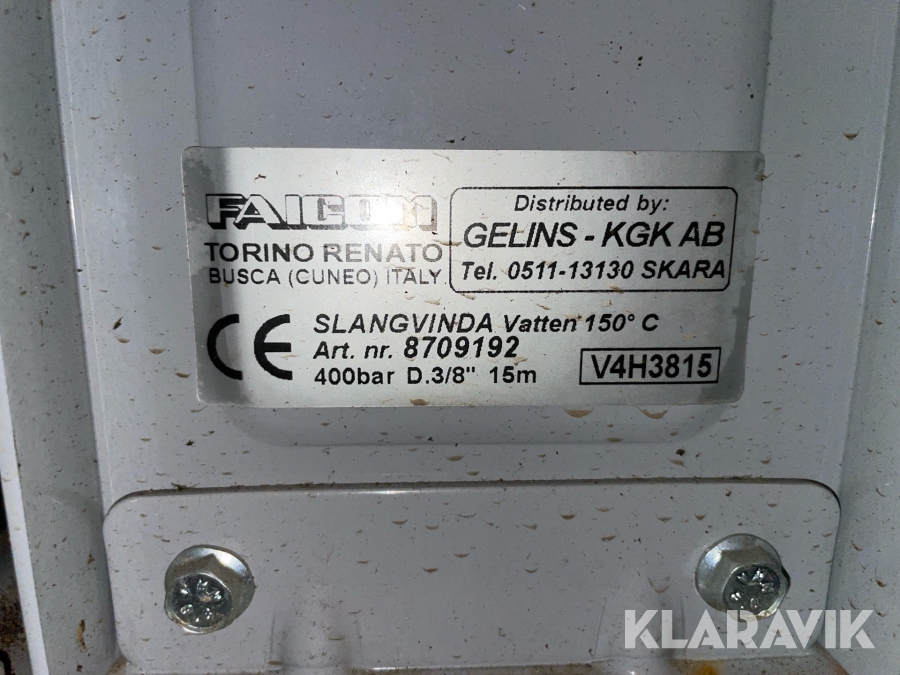 FAICOM
TORINO RENATO
BUSCA (CUNEO) ITALY
Distributed by:
GELINS - KGK AB
Tel. 0511-13130 SKARA
CE
SLANGVINDA Vatten 150° C
Art. nr. 8709192
400bar D.3/8" 15m
V4H3815
KLARAVIK